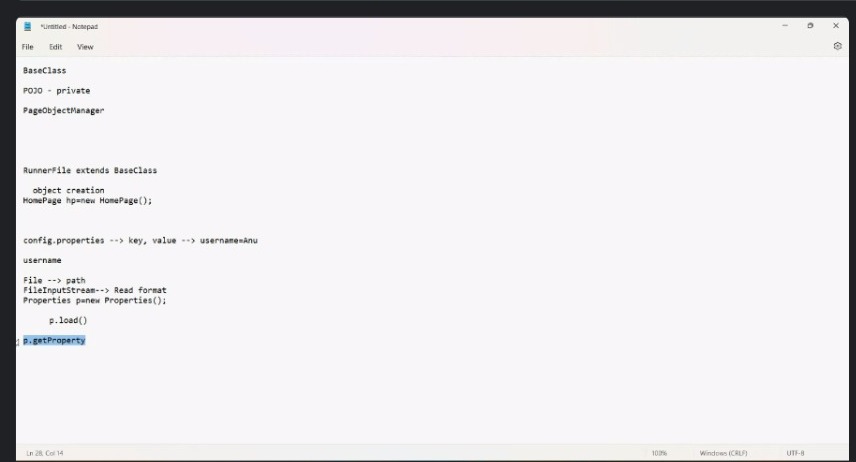 *Untitled - Notepad
File Edit View
BaseClass
POJO - private
PageObjectManager
RunnerFile extends BaseClass
object creation
HomePage hp=new HomePage();
config.properties --> key, value --> username=Anu
username
File --> path
FileInputStream--> Read format
Properties p=new Properties();
p.load()
p.getProperty
Ln 28, Col 14 100% Windows (CRLF) UTF-8